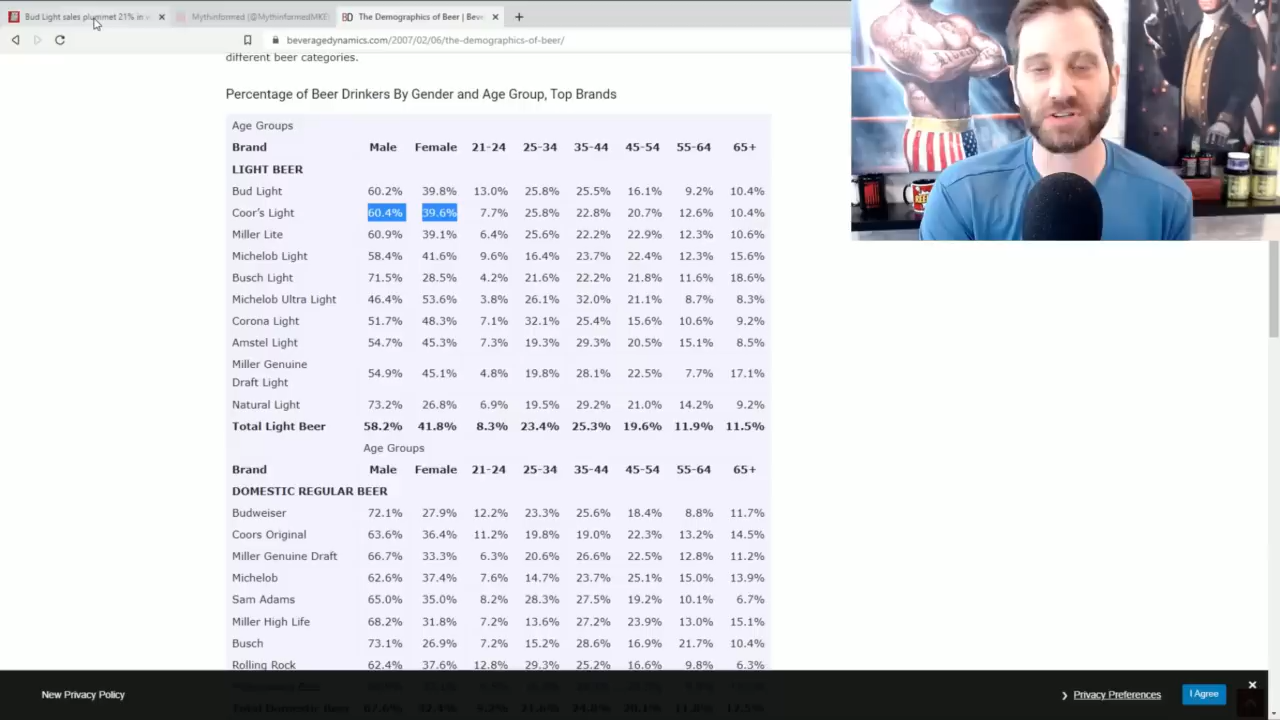 Bud Light sales plummet 21% in
Mythinformed (@MythinformedMKE)
The Demographics of Beer | Bev
beveragedynamics.com/2007/02/06/the-demographics-of-beer/
different beer categories.
Percentage of Beer Drinkers By Gender and Age Group, Top Brands
Age Groups
Brand Male Female 21-24 25-34 35-44 45-54 55-64 65+
LIGHT BEER
Bud Light 60.2% 39.8% 13.0% 25.8% 25.5% 16.1% 9.2% 10.4%
Coor's Light 60.4% 39.6% 7.7% 25.8% 22.8% 20.7% 12.6% 10.4%
Miller Lite 60.9% 39.1% 6.4% 25.6% 22.2% 22.9% 12.3% 10.6%
Michelob Light 58.4% 41.6% 9.6% 16.4% 23.7% 22.4% 12.3% 15.6%
Busch Light 71.5% 28.5% 4.2% 21.6% 22.2% 21.8% 11.6% 18.6%
Michelob Ultra Light 46.4% 53.6% 3.8% 26.1% 32.0% 21.1% 8.7% 8.3%
Corona Light 51.7% 48.3% 7.1% 32.1% 25.4% 15.6% 10.6% 9.2%
Amstel Light 54.7% 45.3% 7.3% 19.3% 29.3% 20.5% 15.1% 8.5%
Miller Genuine
Draft Light 54.9% 45.1% 4.8% 19.8% 28.1% 22.5% 7.7% 17.1%
Natural Light 73.2% 26.8% 6.9% 19.5% 29.2% 21.0% 14.2% 9.2%
Total Light Beer 58.2% 41.8% 8.3% 23.4% 25.3% 19.6% 11.9% 11.5%
Age Groups
Brand Male Female 21-24 25-34 35-44 45-54 55-64 65+
DOMESTIC REGULAR BEER
Budweiser 72.1% 27.9% 12.2% 23.3% 25.6% 18.4% 8.8% 11.7%
Coors Original 63.6% 36.4% 11.2% 19.8% 19.0% 22.3% 13.2% 14.5%
Miller Genuine Draft 66.7% 33.3% 6.3% 20.6% 26.6% 22.5% 12.8% 11.2%
Michelob 62.6% 37.4% 7.6% 14.7% 23.7% 25.1% 15.0% 13.9%
Sam Adams 65.0% 35.0% 8.2% 28.3% 27.5% 19.2% 10.1% 6.7%
Miller High Life 68.2% 31.8% 7.2% 13.6% 27.2% 23.9% 13.0% 15.1%
Busch 73.1% 26.9% 7.2% 15.2% 28.6% 16.9% 21.7% 10.4%
Rolling Rock 62.4% 37.6% 12.8% 29.3% 25.2% 16.6% 9.8% 6.3%
Total Domestic Beer
New Privacy Policy
Privacy Preferences
I Agree